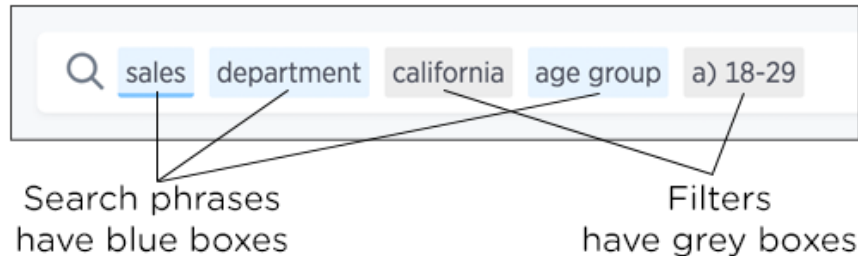 sales department california age group a) 18-29
Search phrases
have blue boxes
Filters
have grey boxes